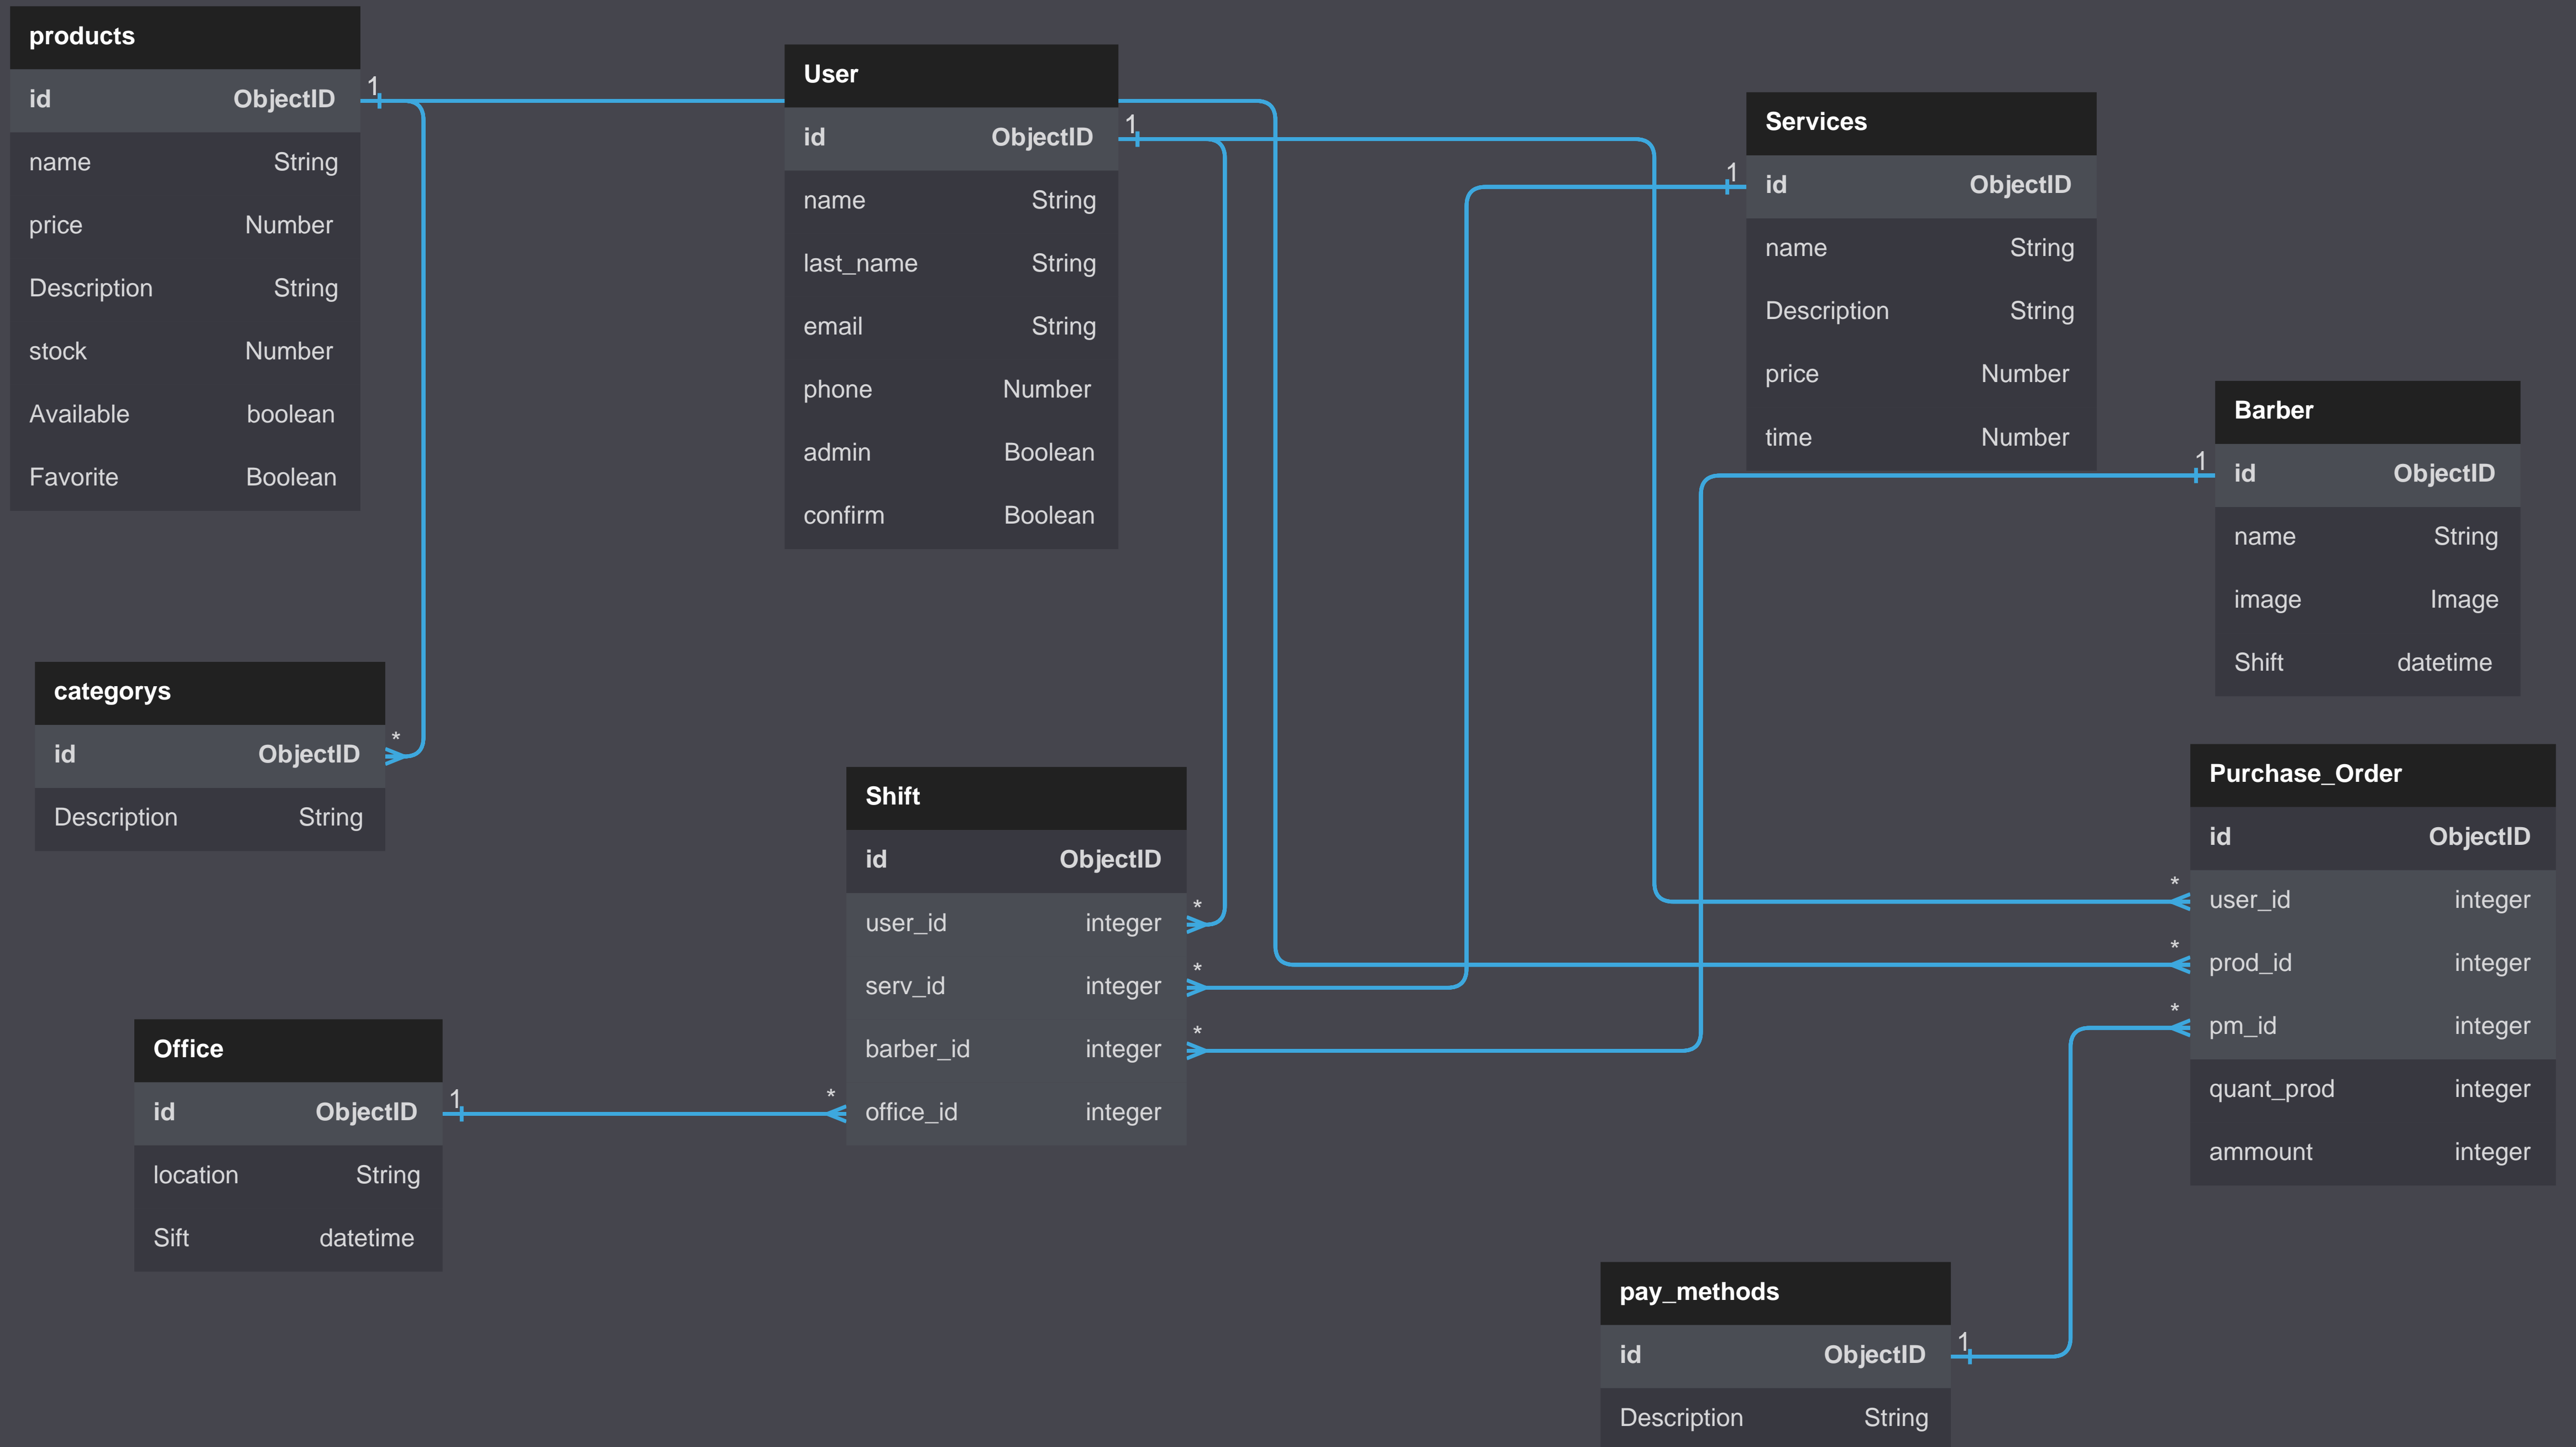 products
id ObjectID
name String
price Number
Description String
stock Number
Available boolean
Favorite Boolean
1
User
id ObjectID
name String
last_name String
email String
phone Number
admin Boolean
confirm Boolean
1
Services
id ObjectID
name String
Description String
price Number
time Number
1
Barber
id ObjectID
name String
image Image
Shift datetime
1
categorys
id ObjectID
Description String
*
Shift
id ObjectID
user_id integer
serv_id integer
barber_id integer
office_id integer
*
*
*
*
Purchase_Order
id ObjectID
user_id integer
prod_id integer
pm_id integer
quant_prod integer
ammount integer
*
*
*
Office
id ObjectID
location String
Sift datetime
1
pay_methods
id ObjectID
Description String
1